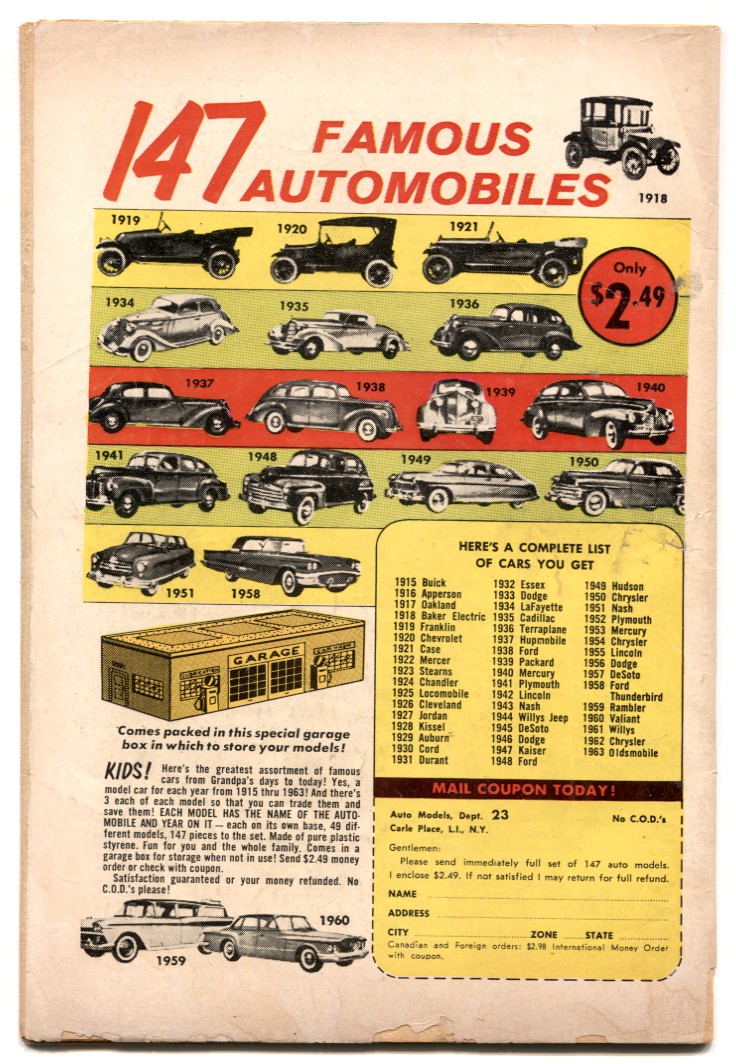 147 FAMOUS
AUTOMOBILES
1918
1919
1920
1921
Only
$2.49
1934
1935
1936
1937
1938
1939
1940
1941
1948
1949
1950
1951
1958
GARAGE
Comes packed in this special garage
box in which to store your models!
KIDS! Here's the greatest assortment of famous
cars from Grandpa's days to today! Yes, a
model car for each year from 1915 thru 1963! And there's
3 each of each model so that you can trade them and
save them! EACH MODEL HAS THE NAME OF THE AUTO-
MOBILE AND YEAR ON IT — each on its own base, 49 dif-
ferent models, 147 pieces to the set. Made of pure plastic
styrene. Fun for you and the whole family. Comes in a
garage box for storage when not in use! Send $2.49 money
order or check with coupon.
Satisfaction guaranteed or your money refunded. No
C.O.D.'s please!
1959
1960
HERE'S A COMPLETE LIST
OF CARS YOU GET
1915 Buick
1916 Apperson
1917 Oakland
1918 Baker Electric
1919 Franklin
1920 Chevrolet
1921 Case
1922 Mercer
1923 Stearns
1924 Chandler
1925 Locomobile
1926 Cleveland
1927 Jordan
1928 Kissel
1929 Auburn
1930 Cord
1931 Durant
1932 Essex
1933 Dodge
1934 LaFayette
1935 Cadillac
1936 Terraplane
1937 Hupmobile
1938 Ford
1939 Packard
1940 Mercury
1941 Plymouth
1942 Lincoln
1943 Nash
1944 Willys Jeep
1945 DeSoto
1946 Dodge
1947 Kaiser
1948 Ford
1949 Hudson
1950 Chrysler
1951 Nash
1952 Plymouth
1953 Mercury
1954 Chrysler
1955 Lincoln
1956 Dodge
1957 DeSoto
1958 Ford
Thunderbird
1959 Rambler
1960 Valiant
1961 Willys
1962 Chrysler
1963 Oldsmobile
MAIL COUPON TODAY!
Auto Models, Dept. 23 No C.O.D.'s
Carle Place, L.I., N.Y.
Gentlemen:
Please send immediately full set of 147 auto models.
I enclose $2.49. If not satisfied I may return for full refund.
NAME
ADDRESS
CITY ZONE STATE
Canadian and Foreign orders: $2.98 International Money Order
with coupon.